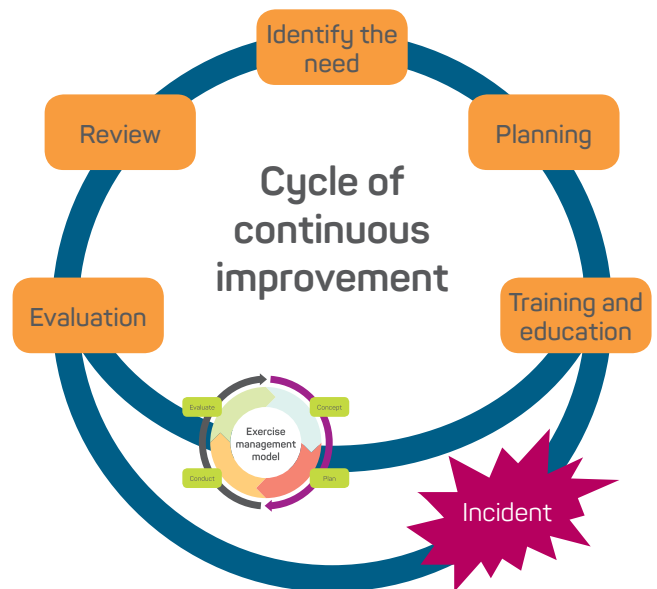 Identify the
need
Review
Planning
Cycle of
continuous
improvement
Evaluation
Training and
education
Evaluate
Concept
Exercise
management
model
Conduct
Plan
Incident